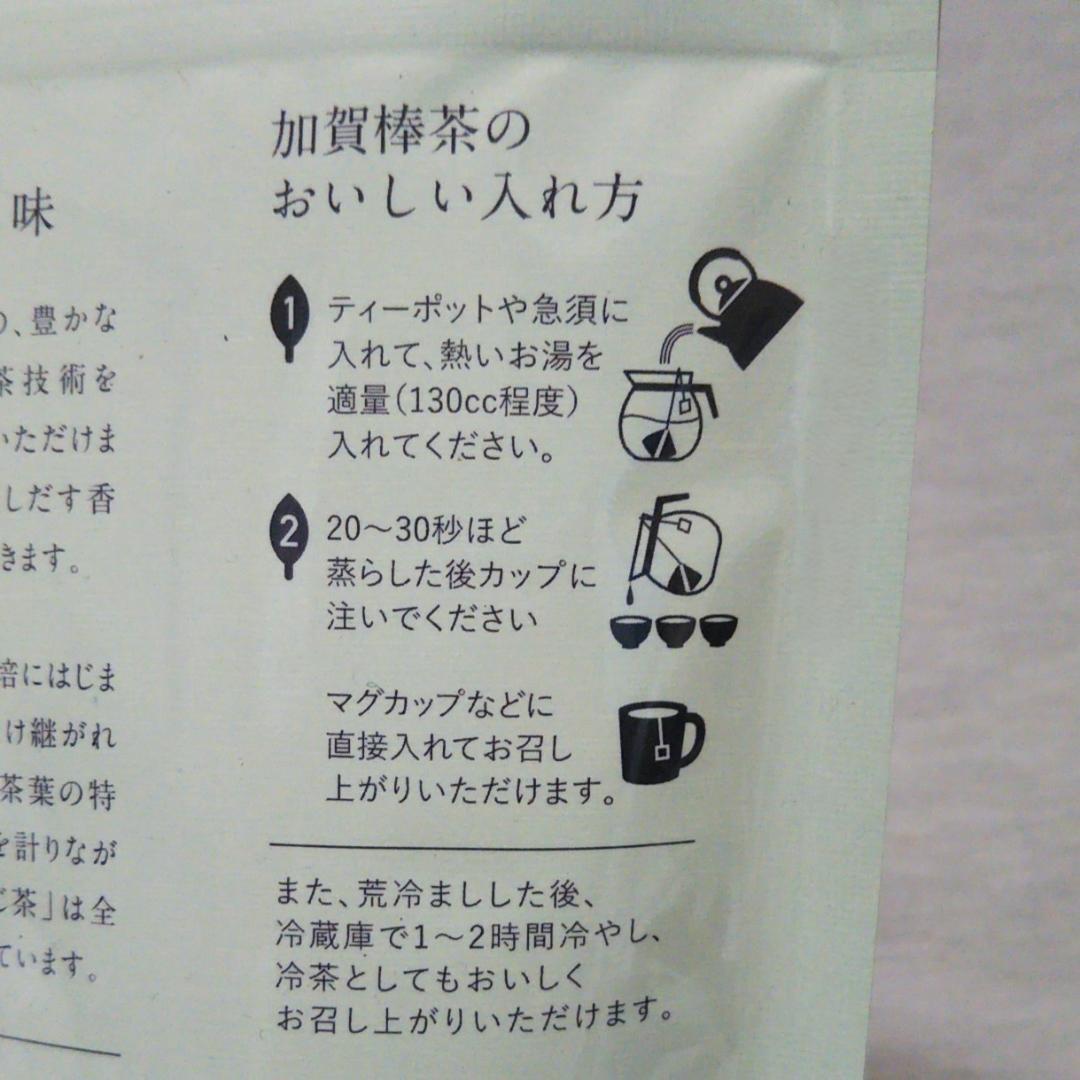 加賀棒茶の
おいしい入れ方
1
ティーポットや急須に
入れて、熱いお湯を
適量(130cc程度)
入れてください。
2
20〜30秒ほど
蒸らした後カップに
注いでください
マグカップなどに
直接入れてお召し
上がりいただけます。
また、荒冷ましした後、
冷蔵庫で1〜2時間冷やし、
冷茶としてもおいしく
お召し上がりいただけます。
味
、豊かな
茶技術を
いただけま
しだす香
きます。
にはじま
け継がれ
茶葉の特
を計りなが
じ茶」は全
ています。